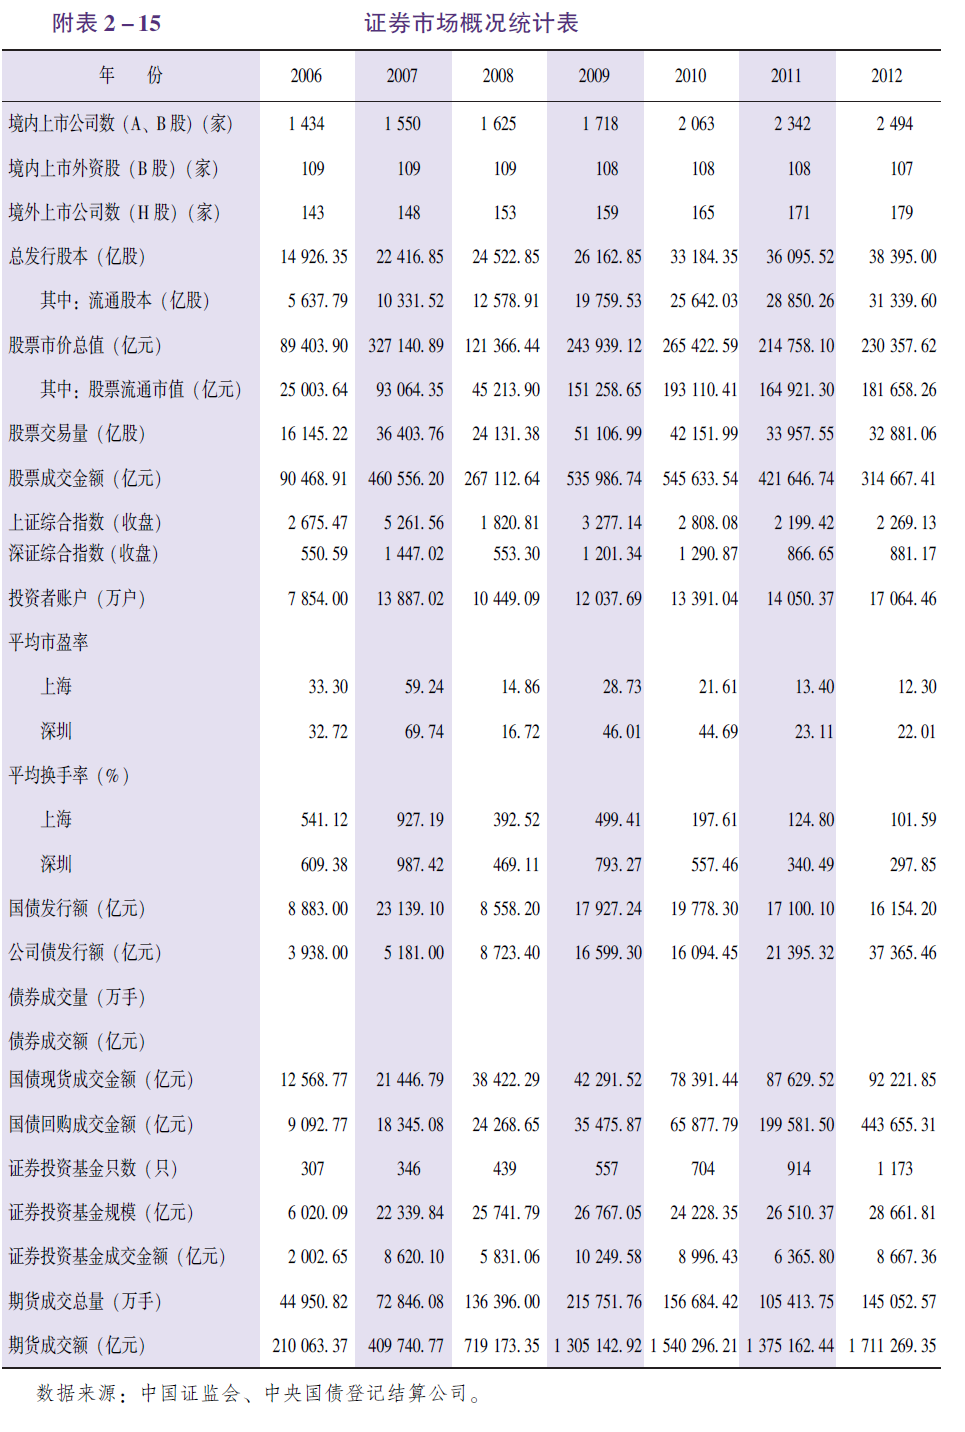 附表 2－15 证券市场概况统计表
年 份 2006 2007 2008 2009 2010 2011 2012
境内上市公司数（A、B 股）（家） 1 434 1 550 1 625 1 718 2 063 2 342 2 494
境内上市外资股（B 股）（家） 109 109 109 108 108 108 107
境外上市公司数（H 股）（家） 143 148 153 159 165 171 179
总发行股本（亿股） 14 926.35 22 416.85 24 522.85 26 162.85 33 184.35 36 095.52 38 395.00
其中：流通股本（亿股） 5 637.79 10 331.52 12 578.91 19 759.53 25 642.03 28 850.26 31 339.60
股票市价总值（亿元） 89 403.90 327 140.89 121 366.44 243 939.12 265 422.59 214 758.10 230 357.62
其中：股票流通市值（亿元） 25 003.64 93 064.35 45 213.90 151 258.65 193 110.41 164 921.30 181 658.26
股票交易量（亿股） 16 145.22 36 403.76 24 131.38 51 106.99 42 151.99 33 957.55 32 881.06
股票成交金额（亿元） 90 468.91 460 556.20 267 112.64 535 986.74 545 633.54 421 646.74 314 667.41
上证综合指数（收盘） 2 675.47 5 261.56 1 820.81 3 277.14 2 808.08 2 199.42 2 269.13
深证综合指数（收盘） 550.59 1 447.02 553.30 1 201.34 1 290.87 866.65 881.17
投资者账户（万户） 7 854.00 13 887.02 10 449.09 12 037.69 13 391.04 14 050.37 17 064.46
平均市盈率
上海 33.30 59.24 14.86 28.73 21.61 13.40 12.30
深圳 32.72 69.74 16.72 46.01 44.69 23.11 22.01
平均换手率（%）
上海 541.12 927.19 392.52 499.41 197.61 124.80 101.59
深圳 609.38 987.42 469.11 793.27 557.46 340.49 297.85
国债发行额（亿元） 8 883.00 23 139.10 8 558.20 17 927.24 19 778.30 17 100.10 16 154.20
公司债发行额（亿元） 3 938.00 5 181.00 8 723.40 16 599.30 16 094.45 21 395.32 37 365.46
债券成交量（万手）
债券成交额（亿元）
国债现货成交金额（亿元） 12 568.77 21 446.79 38 422.29 42 291.52 78 391.44 87 629.52 92 221.85
国债回购成交金额（亿元） 9 092.77 18 345.08 24 268.65 35 475.87 65 877.79 199 581.50 443 655.31
证券投资基金只数（只） 307 346 439 557 704 914 1 173
证券投资基金规模（亿元） 6 020.09 22 339.84 25 741.79 26 767.05 24 228.35 26 510.37 28 661.81
证券投资基金成交金额（亿元） 2 002.65 8 620.10 5 831.06 10 249.58 8 996.43 6 365.80 8 667.36
期货成交总量（万手） 44 950.82 72 846.08 136 396.00 215 751.76 156 684.42 105 413.75 145 052.57
期货成交额（亿元） 210 063.37 409 740.77 719 173.35 1 305 142.92 1 540 296.21 1 375 162.44 1 711 269.35
数据来源：中国证监会、中央国债登记结算公司。